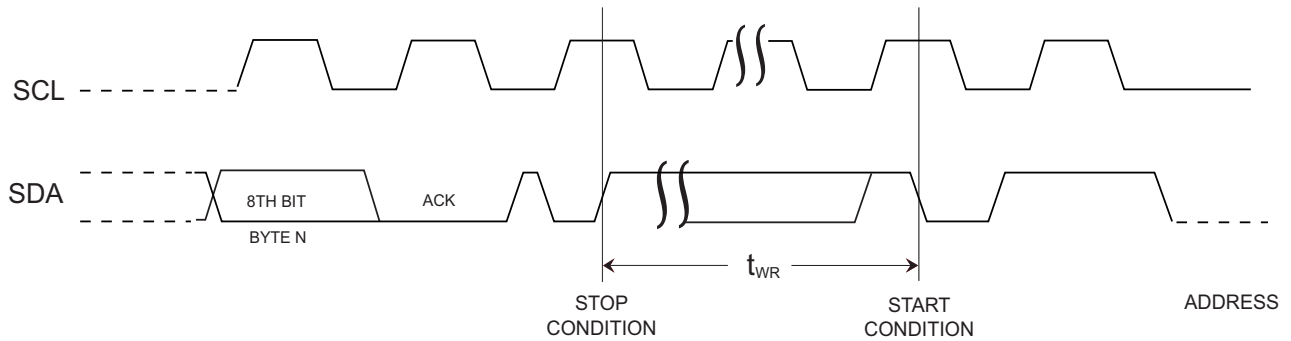 SCL
SDA
8TH BIT
ACK
BYTE N
tWR
STOP
CONDITION
START
CONDITION
ADDRESS